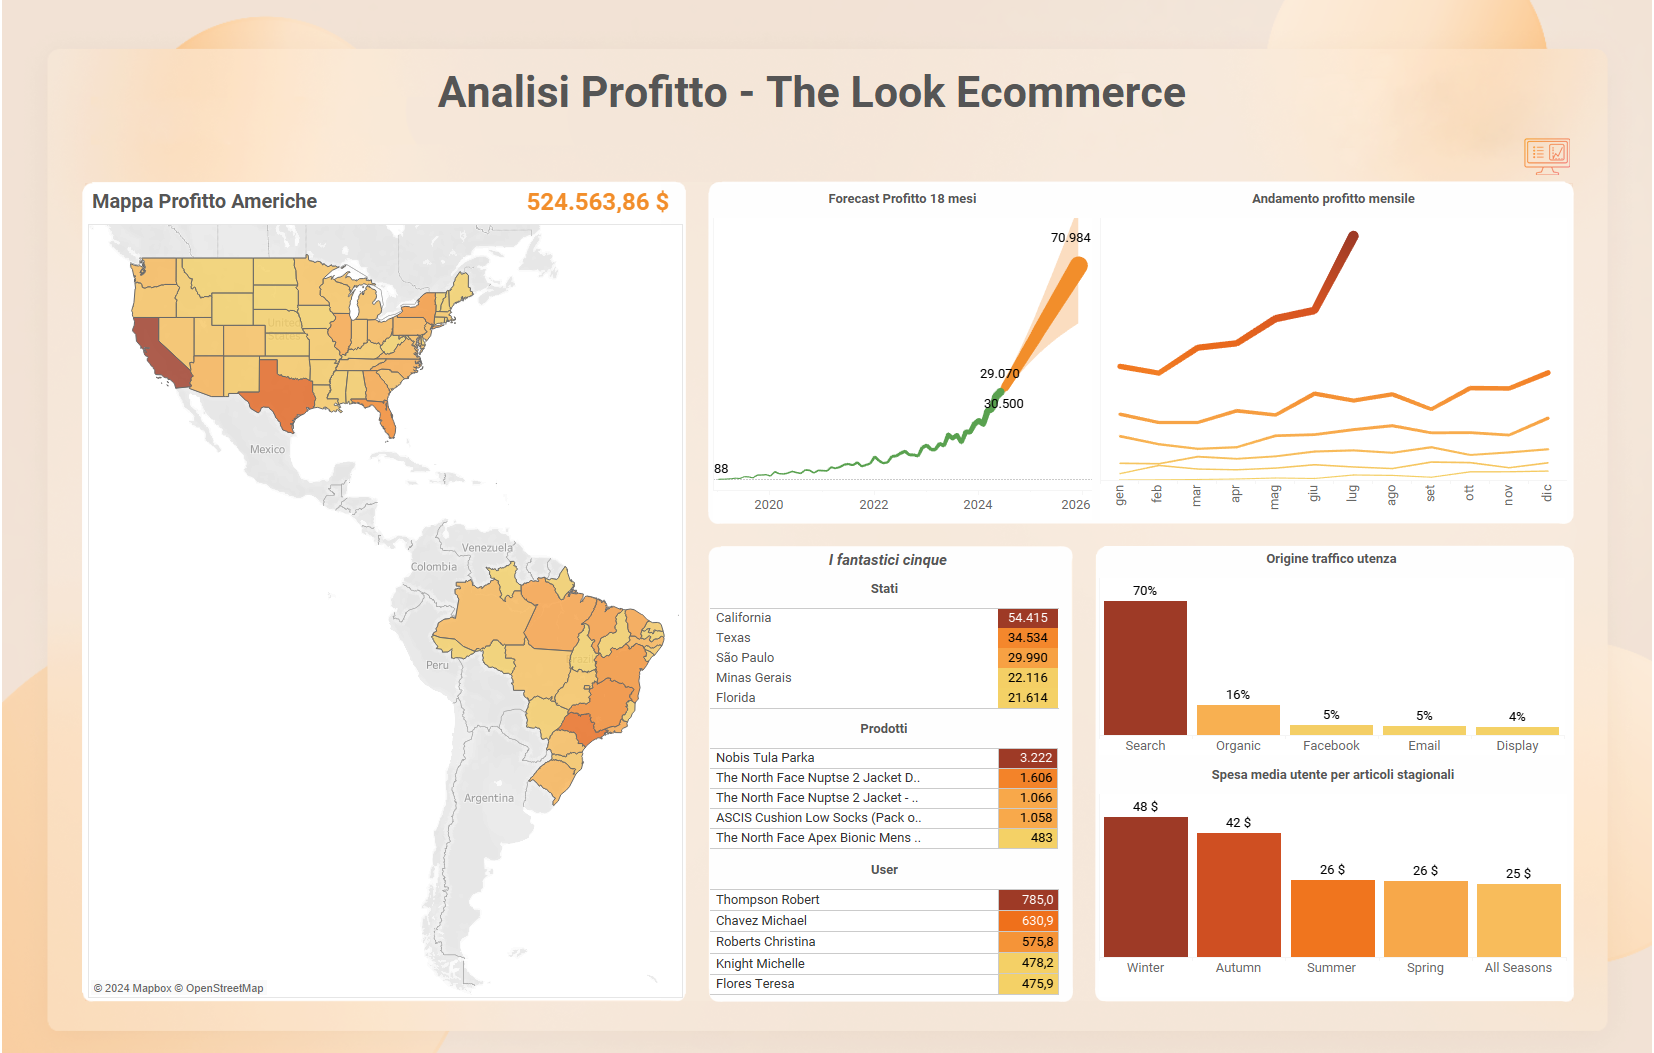 Analisi Profitto - The Look Ecommerce
Mappa Profitto Americhe
524.563,86 $
United
States
Mexico
Venezuela
Colombia
Peru
Argentina
© 2024 Mapbox © OpenStreetMap
Forecast Profitto 18 mesi
70.984
29.070
30.500
88
2020 2022 2024 2026
Andamento profitto mensile
gen feb mar apr mag giu lug ago set ott nov dic
I fantastici cinque
Stati
California 54.415
Texas 34.534
São Paulo 29.990
Minas Gerais 22.116
Florida 21.614
Prodotti
Nobis Tula Parka 3.222
The North Face Nuptse 2 Jacket D.. 1.606
The North Face Nuptse 2 Jacket - .. 1.066
ASCIS Cushion Low Socks (Pack o.. 1.058
The North Face Apex Bionic Mens .. 483
User
Thompson Robert 785,0
Chavez Michael 630,9
Roberts Christina 575,8
Knight Michelle 478,2
Flores Teresa 475,9
Origine traffico utenza
70% 16% 5% 5% 4%
Search Organic Facebook Email Display
Spesa media utente per articoli stagionali
48 $ 42 $ 26 $ 26 $ 25 $
Winter Autumn Summer Spring All Seasons